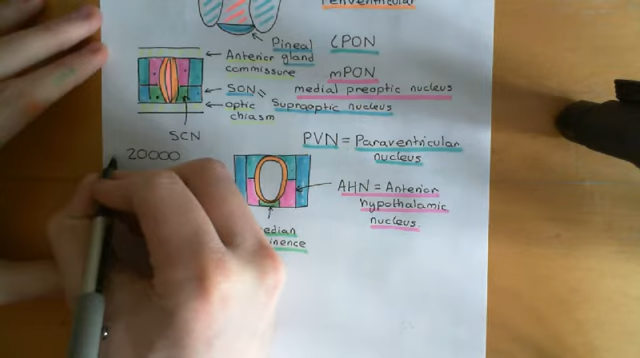 Periventricular
Pineal
gland
LPON
Anterior
commissure
mPON
medial preoptic nucleus
SON =
Supraoptic nucleus
optic
chiasm
SCN
PVN = Paraventricular
nucleus
20000
AHN = Anterior
hypothalamic
nucleus
edian
inence